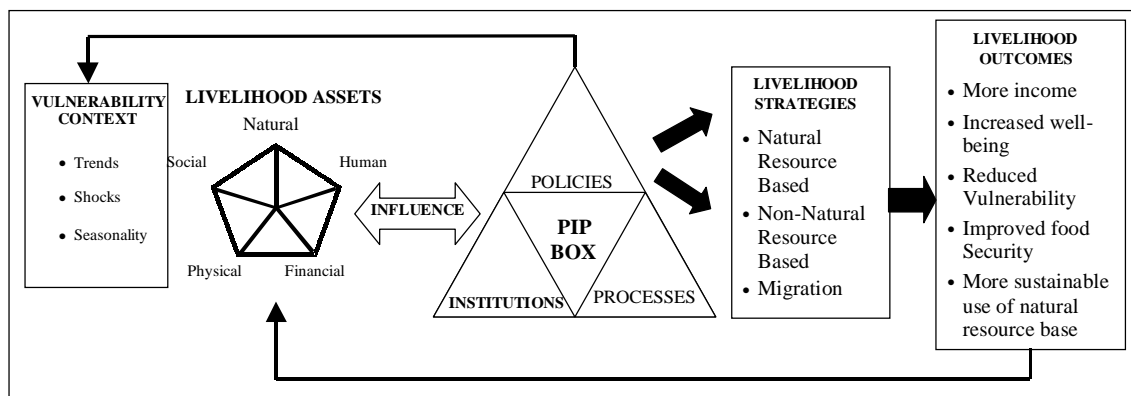 VULNERABILITY
CONTEXT
• Trends
• Shocks
• Seasonality
LIVELIHOOD ASSETS
Natural
Social
Human
Physical
Financial
INFLUENCE
POLICIES
PIP
BOX
INSTITUTIONS
PROCESSES
LIVELIHOOD
STRATEGIES
• Natural
Resource
Based
• Non-Natural
Resource
Based
• Migration
LIVELIHOOD
OUTCOMES
• More income
• Increased well-
being
• Reduced
Vulnerability
• Improved food
Security
• More sustainable
use of natural
resource base